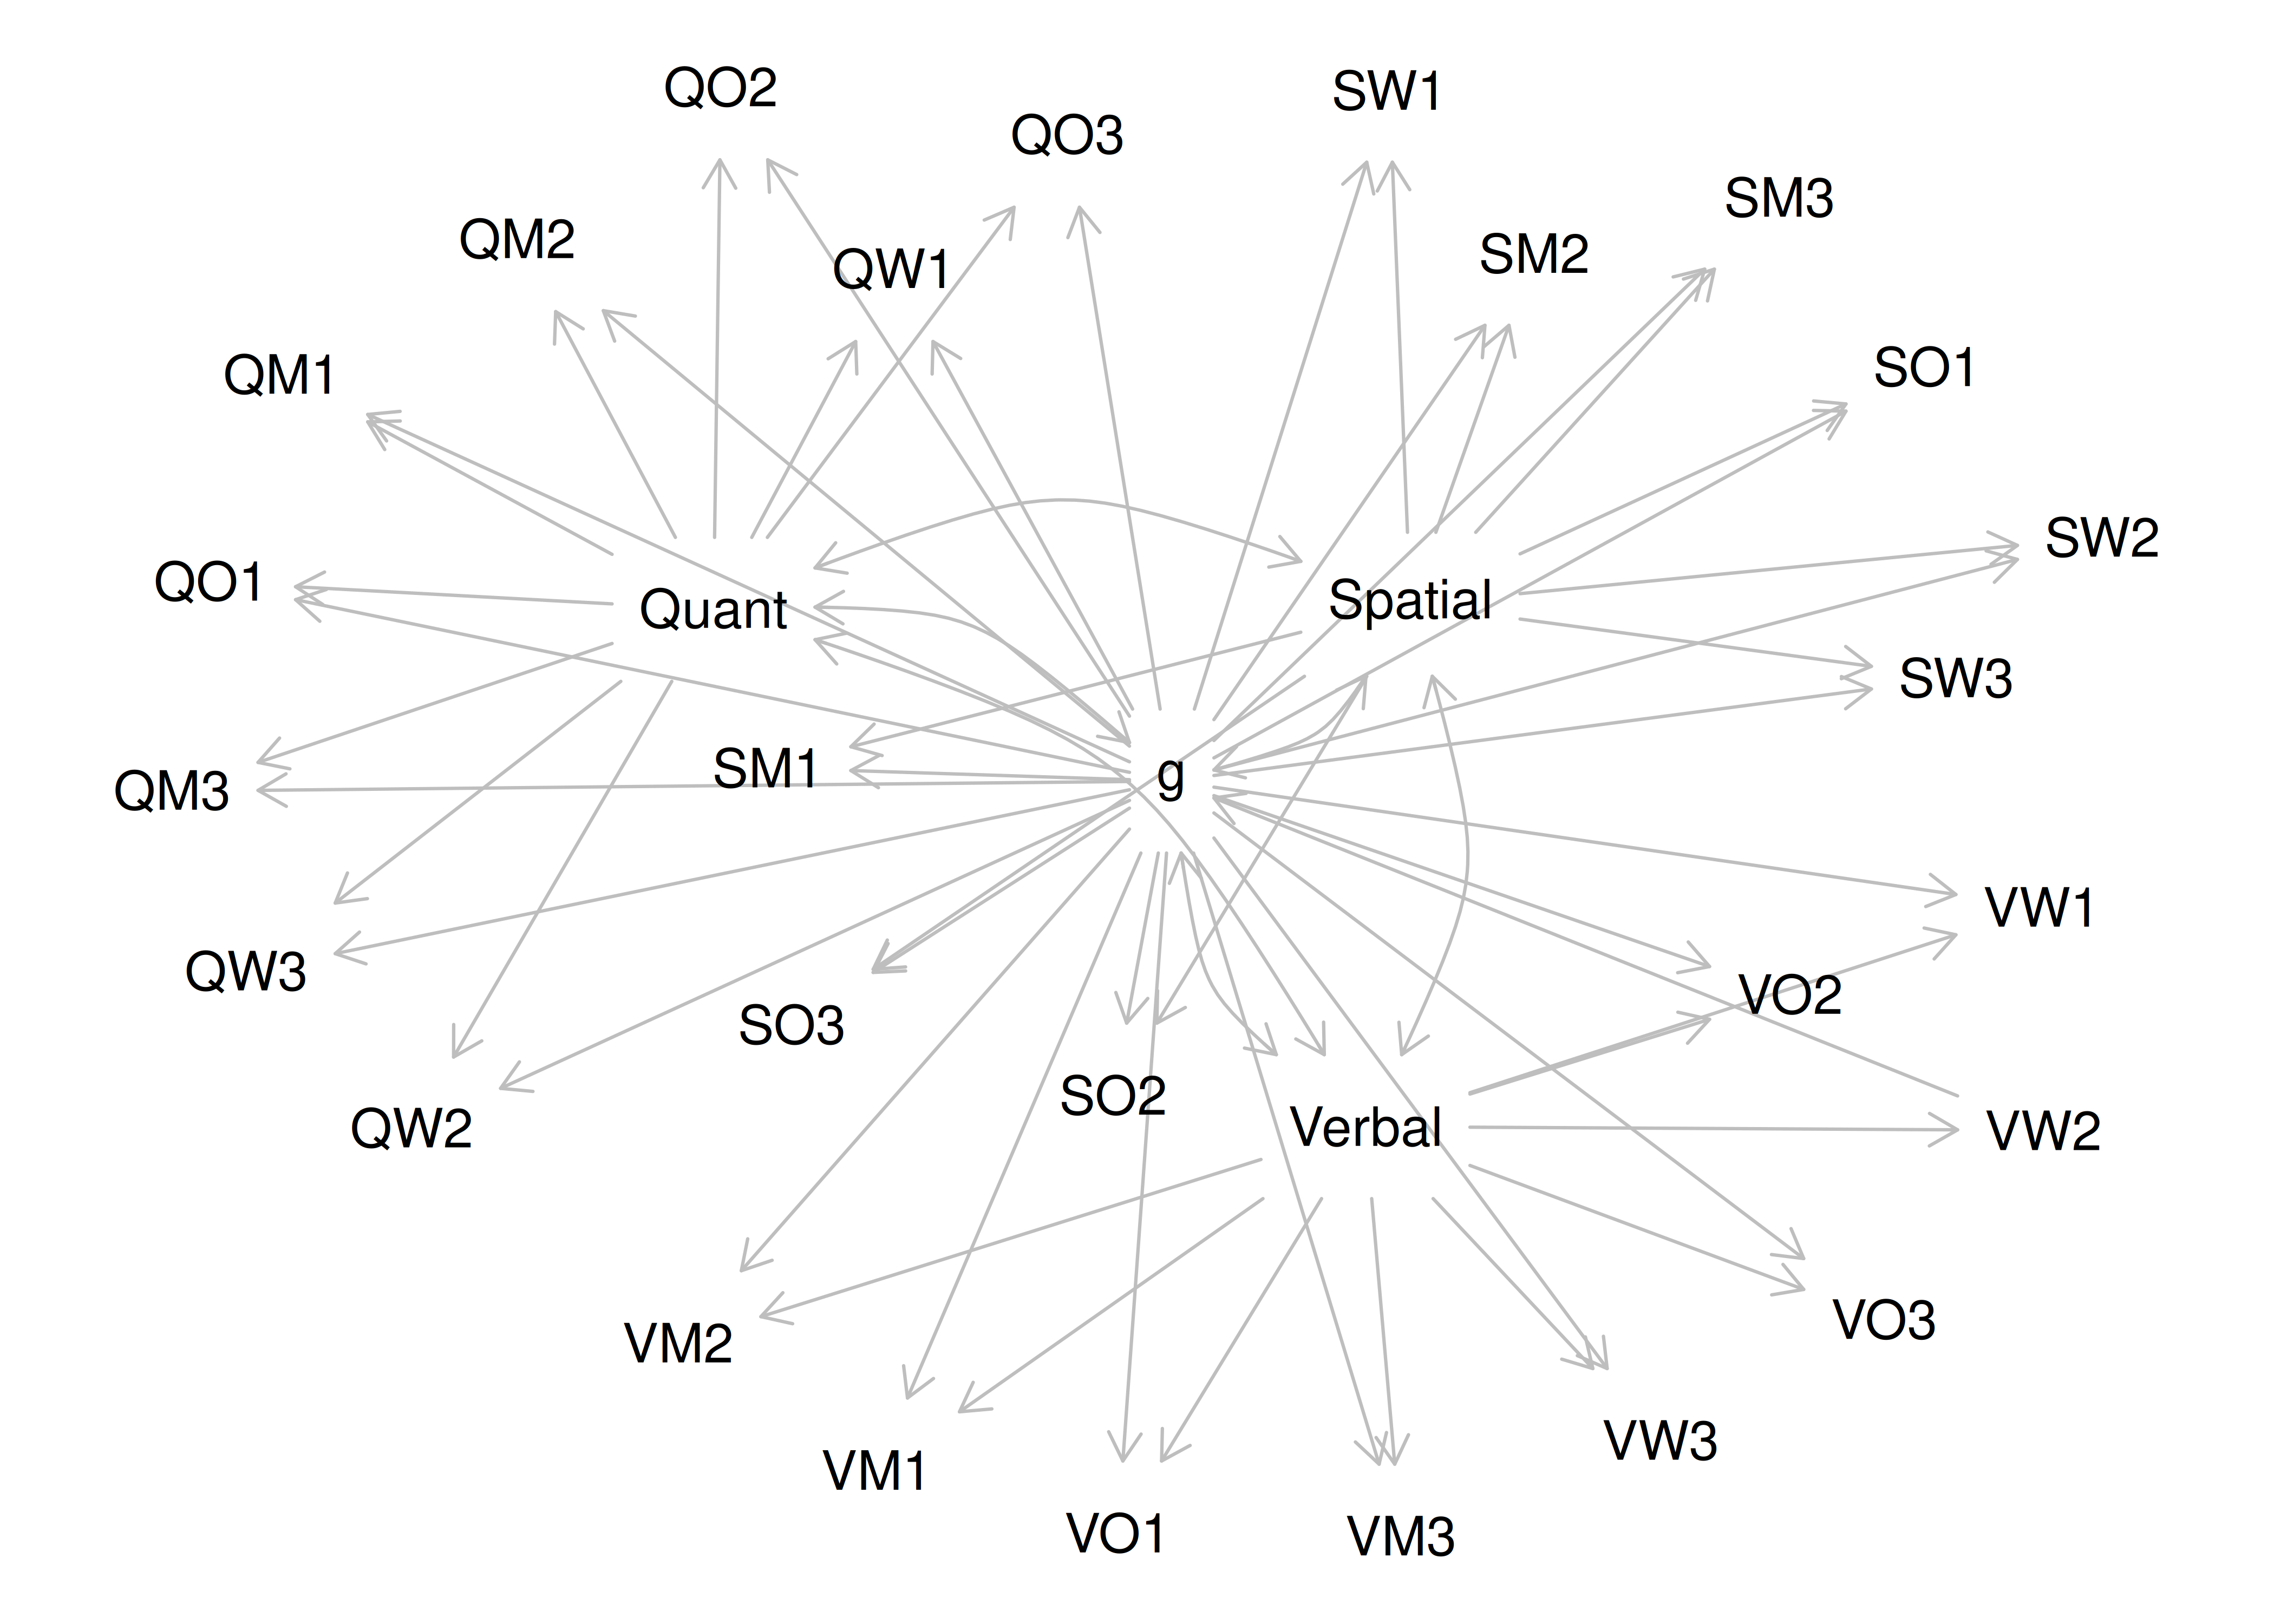 QO2
SW1
QO3
SM3
QM2
SM2
QW1
SO1
QM1
SW2
QO1
Spatial
Quant
SW3
SM1
g
QM3
VW1
QW3
VO2
SO3
SO2
Verbal
QW2
VW2
VO3
VM2
VW3
VM1
VO1
VM3